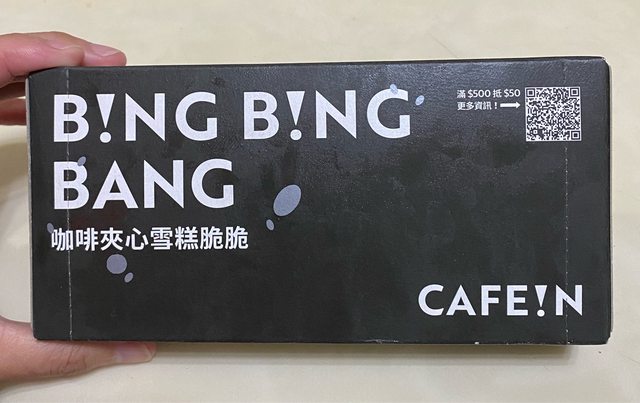 B!NG B!NG
BANG
咖啡夾心雪糕脆脆
滿 $500 抵 $50
更多資訊！
CAFE!N